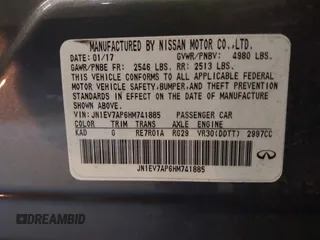 MANUFACTURED BY NISSAN MOTOR CO.,LTD.
DATE: 01/17 GVWR/PNBV: 4980 LBS.
GAWR/PNBE FR: 2546 LBS RR: 2513 LBS.
THIS VEHICLE CONFORMS TO ALL APPLICABLE FEDERAL
MOTOR VEHICLE SAFETY,BUMPER,AND THEFT
PREVENTION STANDARDS IN EFFECT ON THE DATE OF
MANUFACTURE SHOWN ABOVE.
VIN: JN1EV7AP6HM741885 PASSENGER CAR
COLOR TRIM TRANS AXLE ENGINE
KAD G RE7R01A RG29 VR30(DDTT) 2997CC
JN1EV7AP6HM741885
INFINITI
© DREAMBID